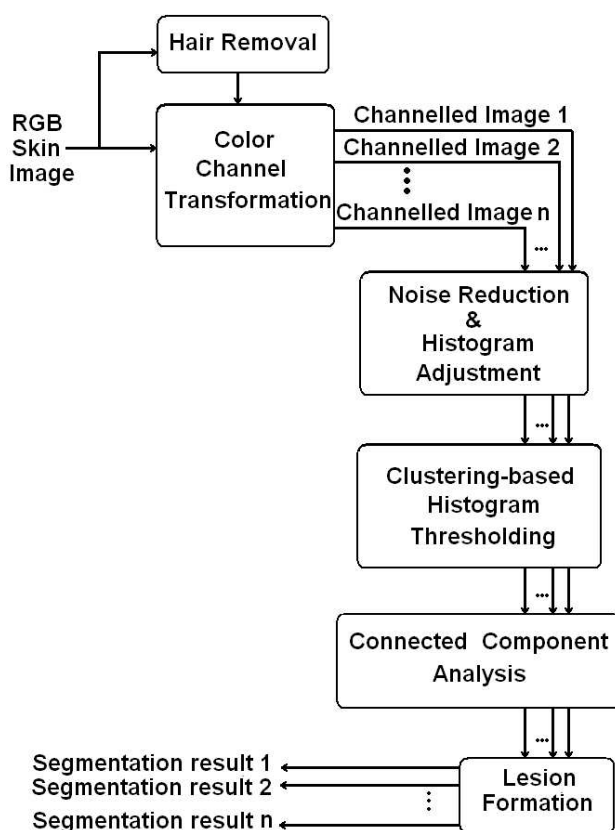 Hair Removal
RGB
Skin
Image
Color
Channel
Transformation
Channelled Image 1
Channelled Image 2
Channelled Image n
...
Noise Reduction
&
Histogram
Adjustment
...
Clustering-based
Histogram
Thresholding
...
Connected Component
Analysis
...
Lesion
Formation
Segmentation result 1
Segmentation result 2
Segmentation result n